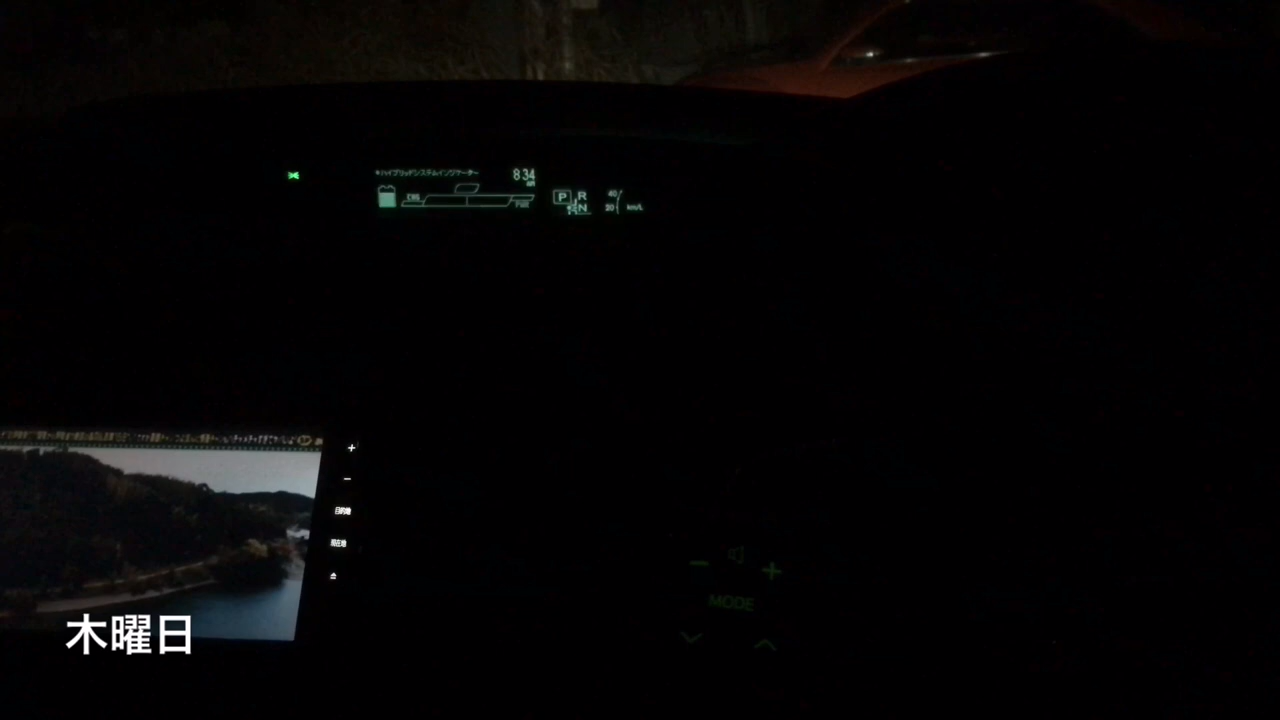 ハイブリッドシステムインジケーター
8:34
AM
CHG
PWR
P R
N
40
20
km/L
+
−
目的地
現在地
− +
MODE
木曜日